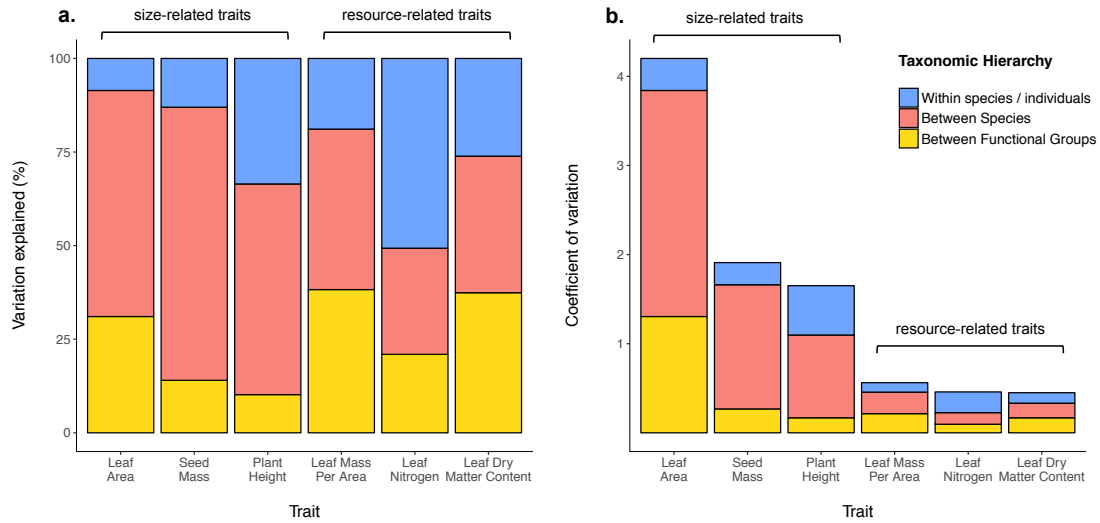 a.
size-related traits
resource-related traits
Variation explained (%)
100
75
50
25
0
Leaf
Area
Seed
Mass
Plant
Height
Leaf Mass
Per Area
Leaf
Nitrogen
Leaf Dry
Matter Content
Trait
b.
size-related traits
Taxonomic Hierarchy
Within species / individuals
Between Species
Between Functional Groups
resource-related traits
Coefficient of variation
4
3
2
1
Leaf
Area
Seed
Mass
Plant
Height
Leaf Mass
Per Area
Leaf
Nitrogen
Leaf Dry
Matter Content
Trait